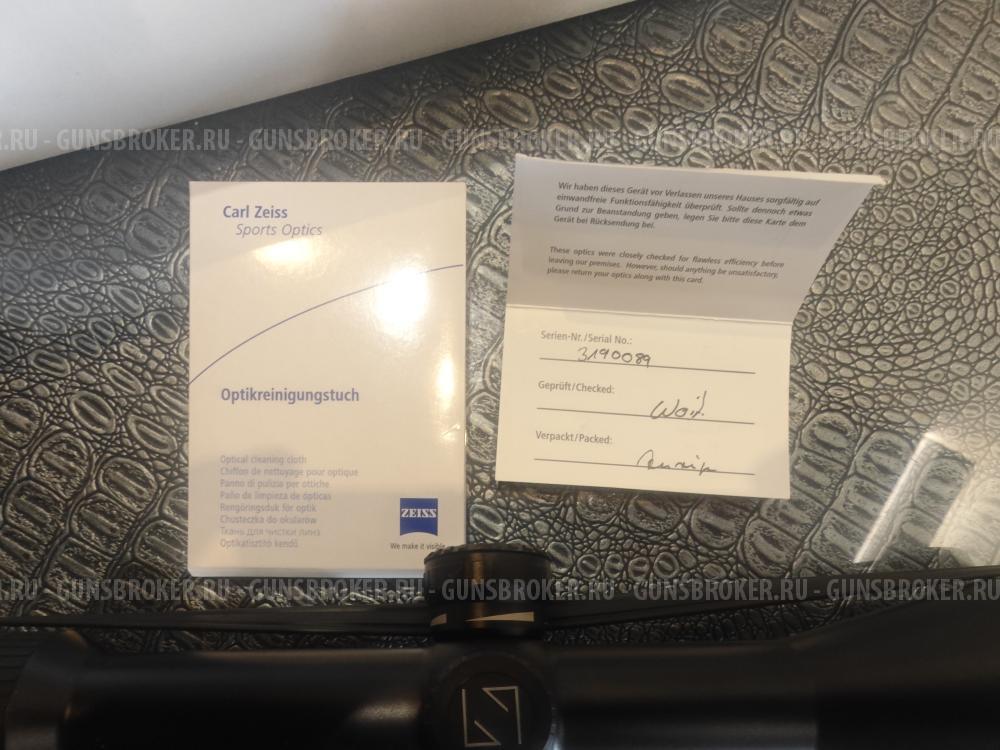 .RU - GUNSBROKER.RU - GUNSBROKER.RU - GUNSBROKER.RU - GUNSBROKER.RU - GUNSBROKER.RU
Carl Zeiss
Sports Optics
Optikreinigungstuch
Optical cleaning cloth
Chiffon de nettoyage pour optique
Panno di pulizia per ottiche
Paño de limpieza de ópticas
Rengöringsduk för optik
Chusteczka do okularów
Ткань для чистки линз
Optikatisztító kendő
ZEISS
We make it visible
Wir haben dieses Gerät vor Verlassen unseres Hauses sorgfältig auf
einwandfreie Funktionsfähigkeit überprüft. Sollte dennoch etwas
Grund zur Beanstandung geben, legen Sie bitte diese Karte dem
Gerät bei Rücksendung bei.
These optics were closely checked for flawless efficiency before
leaving our premises. However, should anything be unsatisfactory,
please return your optics along with this card.
Serien-Nr./Serial No.:
3190089
Geprüft/Checked:
Verpackt/Packed:
.RU - GUNSBROKER.RU - GUNSBROKER.RU - GUNSBROKER.RU - GUNSBROKER.RU - GUNSBROKER.RU